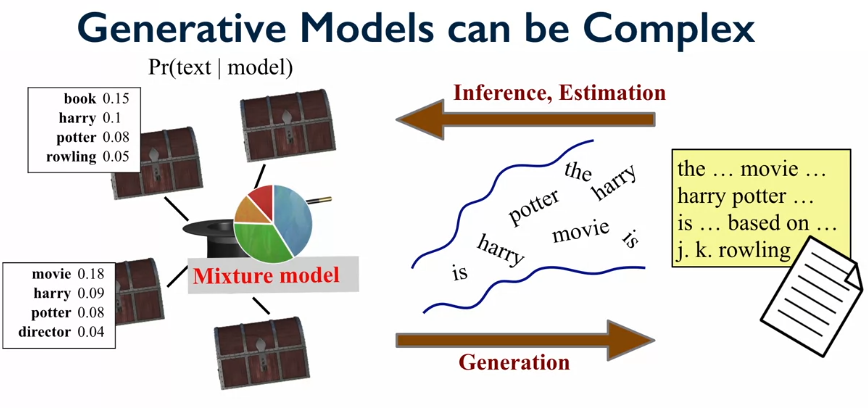 Generative Models can be Complex
Pr(text | model)
book 0.15
harry 0.1
potter 0.08
rowling 0.05
movie 0.18
harry 0.09
potter 0.08
director 0.04
Mixture model
Inference, Estimation
the
harry
potter
movie
is
harry
is
Generation
the … movie …
harry potter …
is … based on …
j. k. rowling